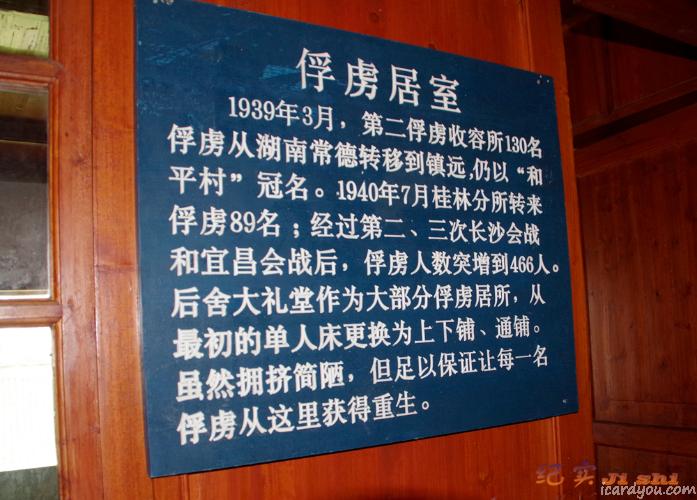 俘虏居室
1939年3月，第二俘虏收容所130名
俘虏从湖南常德转移到镇远，仍以“和
平村”冠名。1940年7月桂林分所转来
俘虏89名；经过第二、三次长沙会战
和宜昌会战后，俘虏人数突增到466人。
后舍大礼堂作为大部分俘虏居所，从
最初的单人床更换为上下铺、通铺。
虽然拥挤简陋，但足以保证让每一名
俘虏从这里获得重生。
纪实 Ji shi
icardyou.com